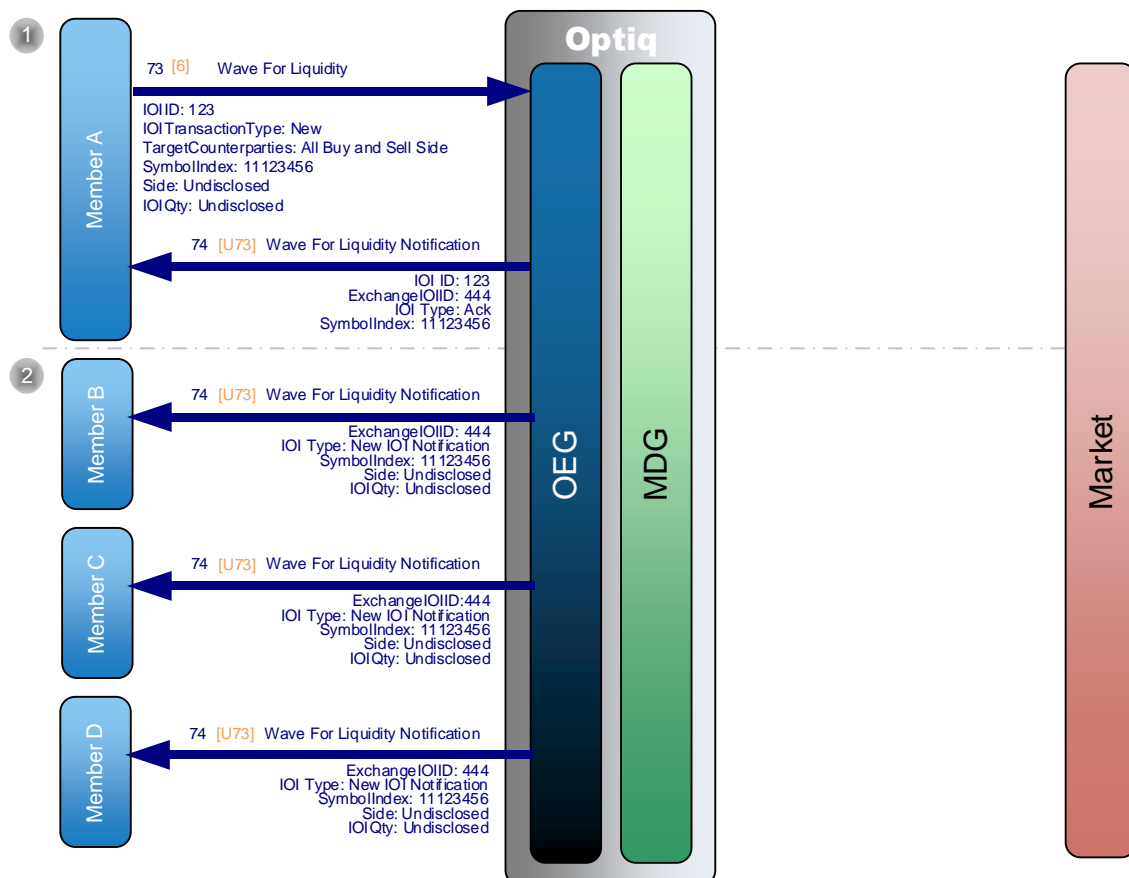 1
Optiq
Member A
73 [6] Wave For Liquidity
IOIID: 123
IOITransactionType: New
TargetCounterparties: All Buy and Sell Side
SymbolIndex: 11123456
Side: Undisclosed
IOIQty: Undisclosed
74 [U73] Wave For Liquidity Notification
IOI ID: 123
ExchangeIOIID: 444
IOI Type: Ack
SymbolIndex: 11123456
2
Member B
74 [U73] Wave For Liquidity Notification
ExchangeIOIID: 444
IOI Type: New IOI Notification
SymbolIndex: 11123456
Side: Undisclosed
IOIQty: Undisclosed
OEG
MDG
Market
Member C
74 [U73] Wave For Liquidity Notification
ExchangeIOIID:444
IOI Type: New IOI Notification
SymbolIndex: 11123456
Side: Undisclosed
IOIQty: Undisclosed
Member D
74 [U73] Wave For Liquidity Notification
ExchangeIOIID: 444
IOI Type: New IOI Notification
SymbolIndex: 11123456
Side: Undisclosed
IOIQty: Undisclosed